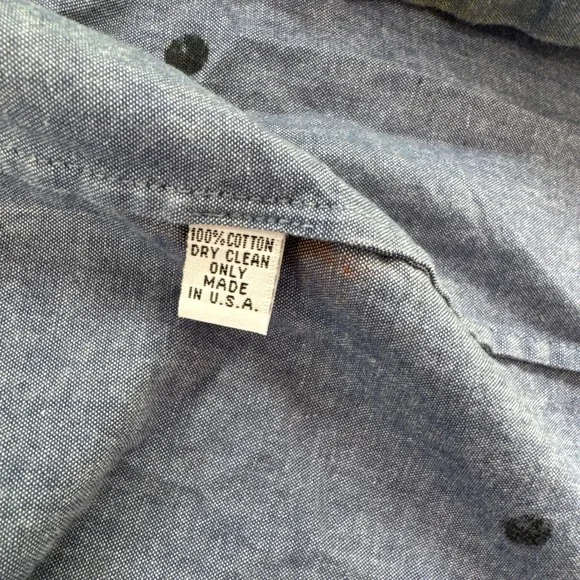 100% COTTON
DRY CLEAN
ONLY
MADE
IN U.S.A.